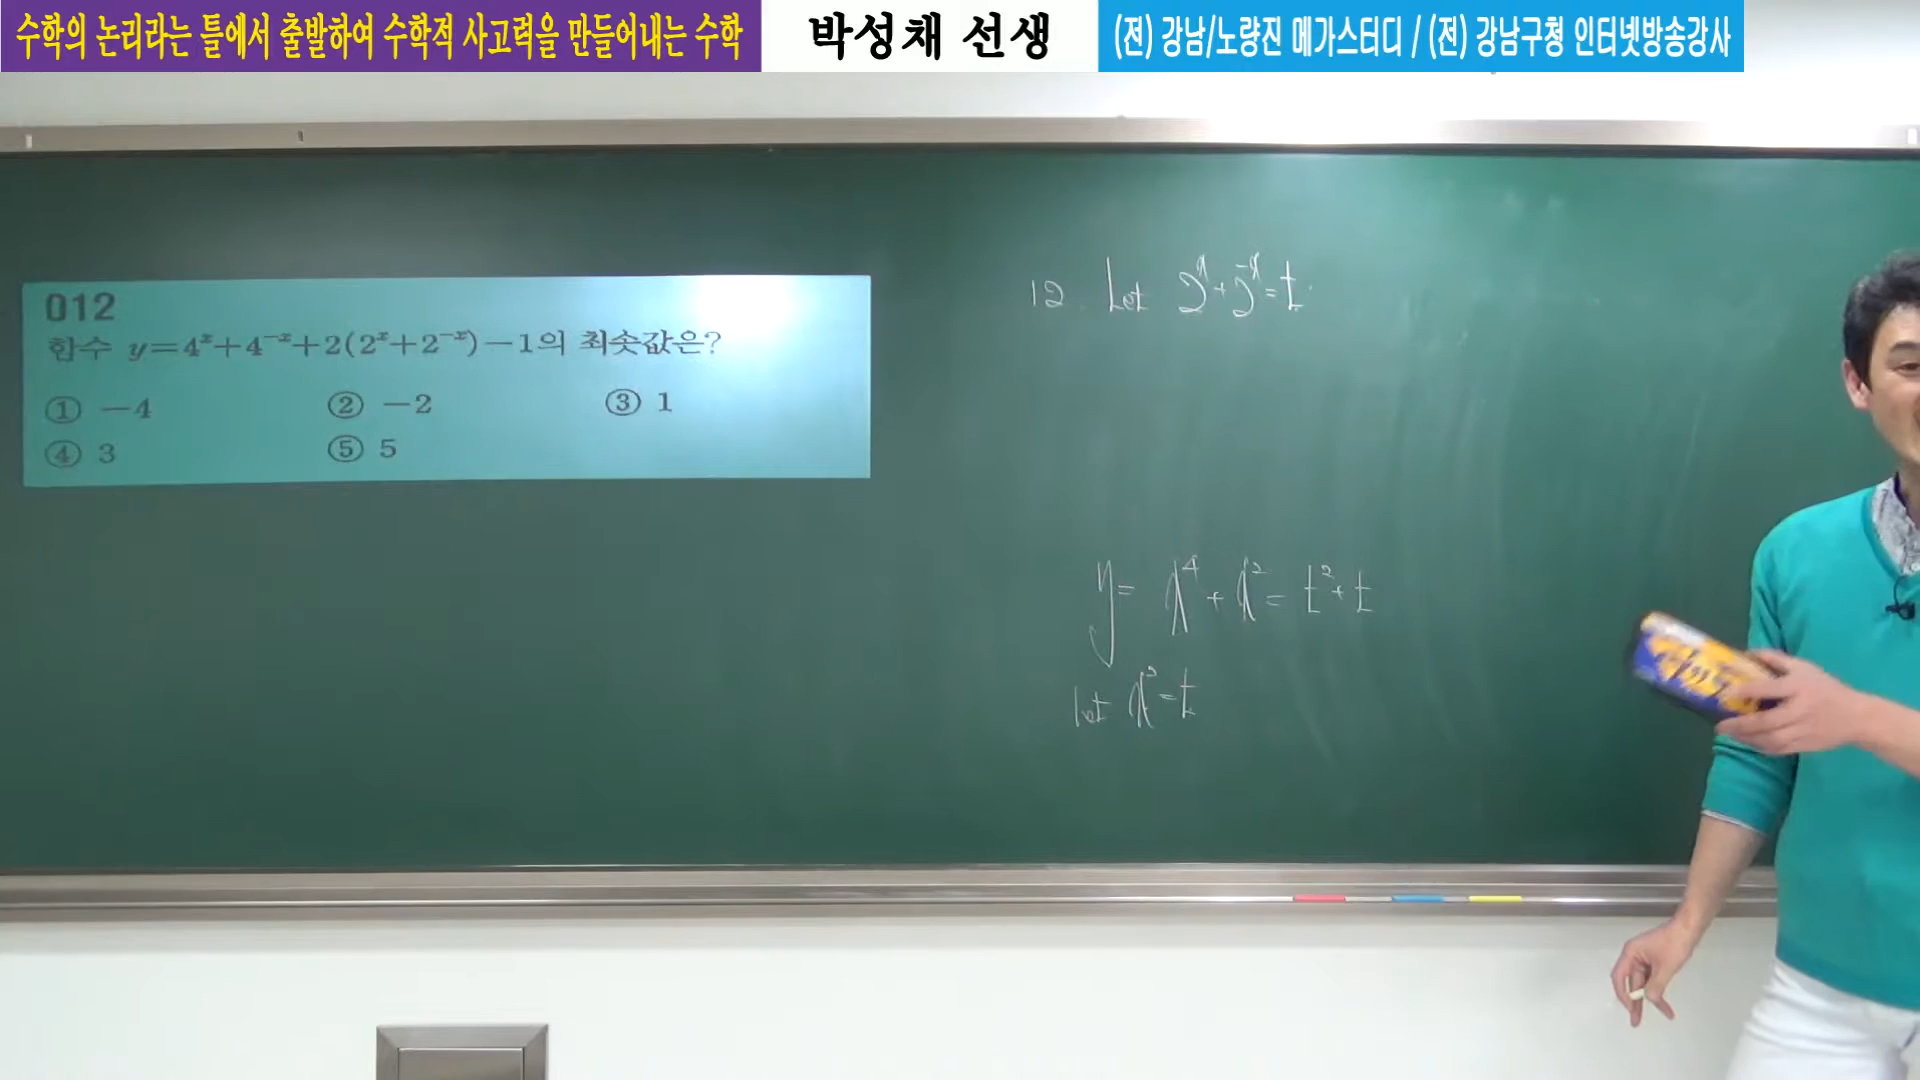 수학의 논리라는 틀에서 출발하여 수학적 사고력을 만들어내는 수학
박성채 선생
(전) 강남/노량진 메가스터디 / (전) 강남구청 인터넷방송강사
012
함수 y=4^x+4^{-x}+2(2^x+2^{-x})-1의 최솟값은?
① -4 ② -2 ③ 1
④ 3 ⑤ 5
12. Let 2^x+2^{-x}=t
y= x^4+x^2= t^2+t
let x^2=t